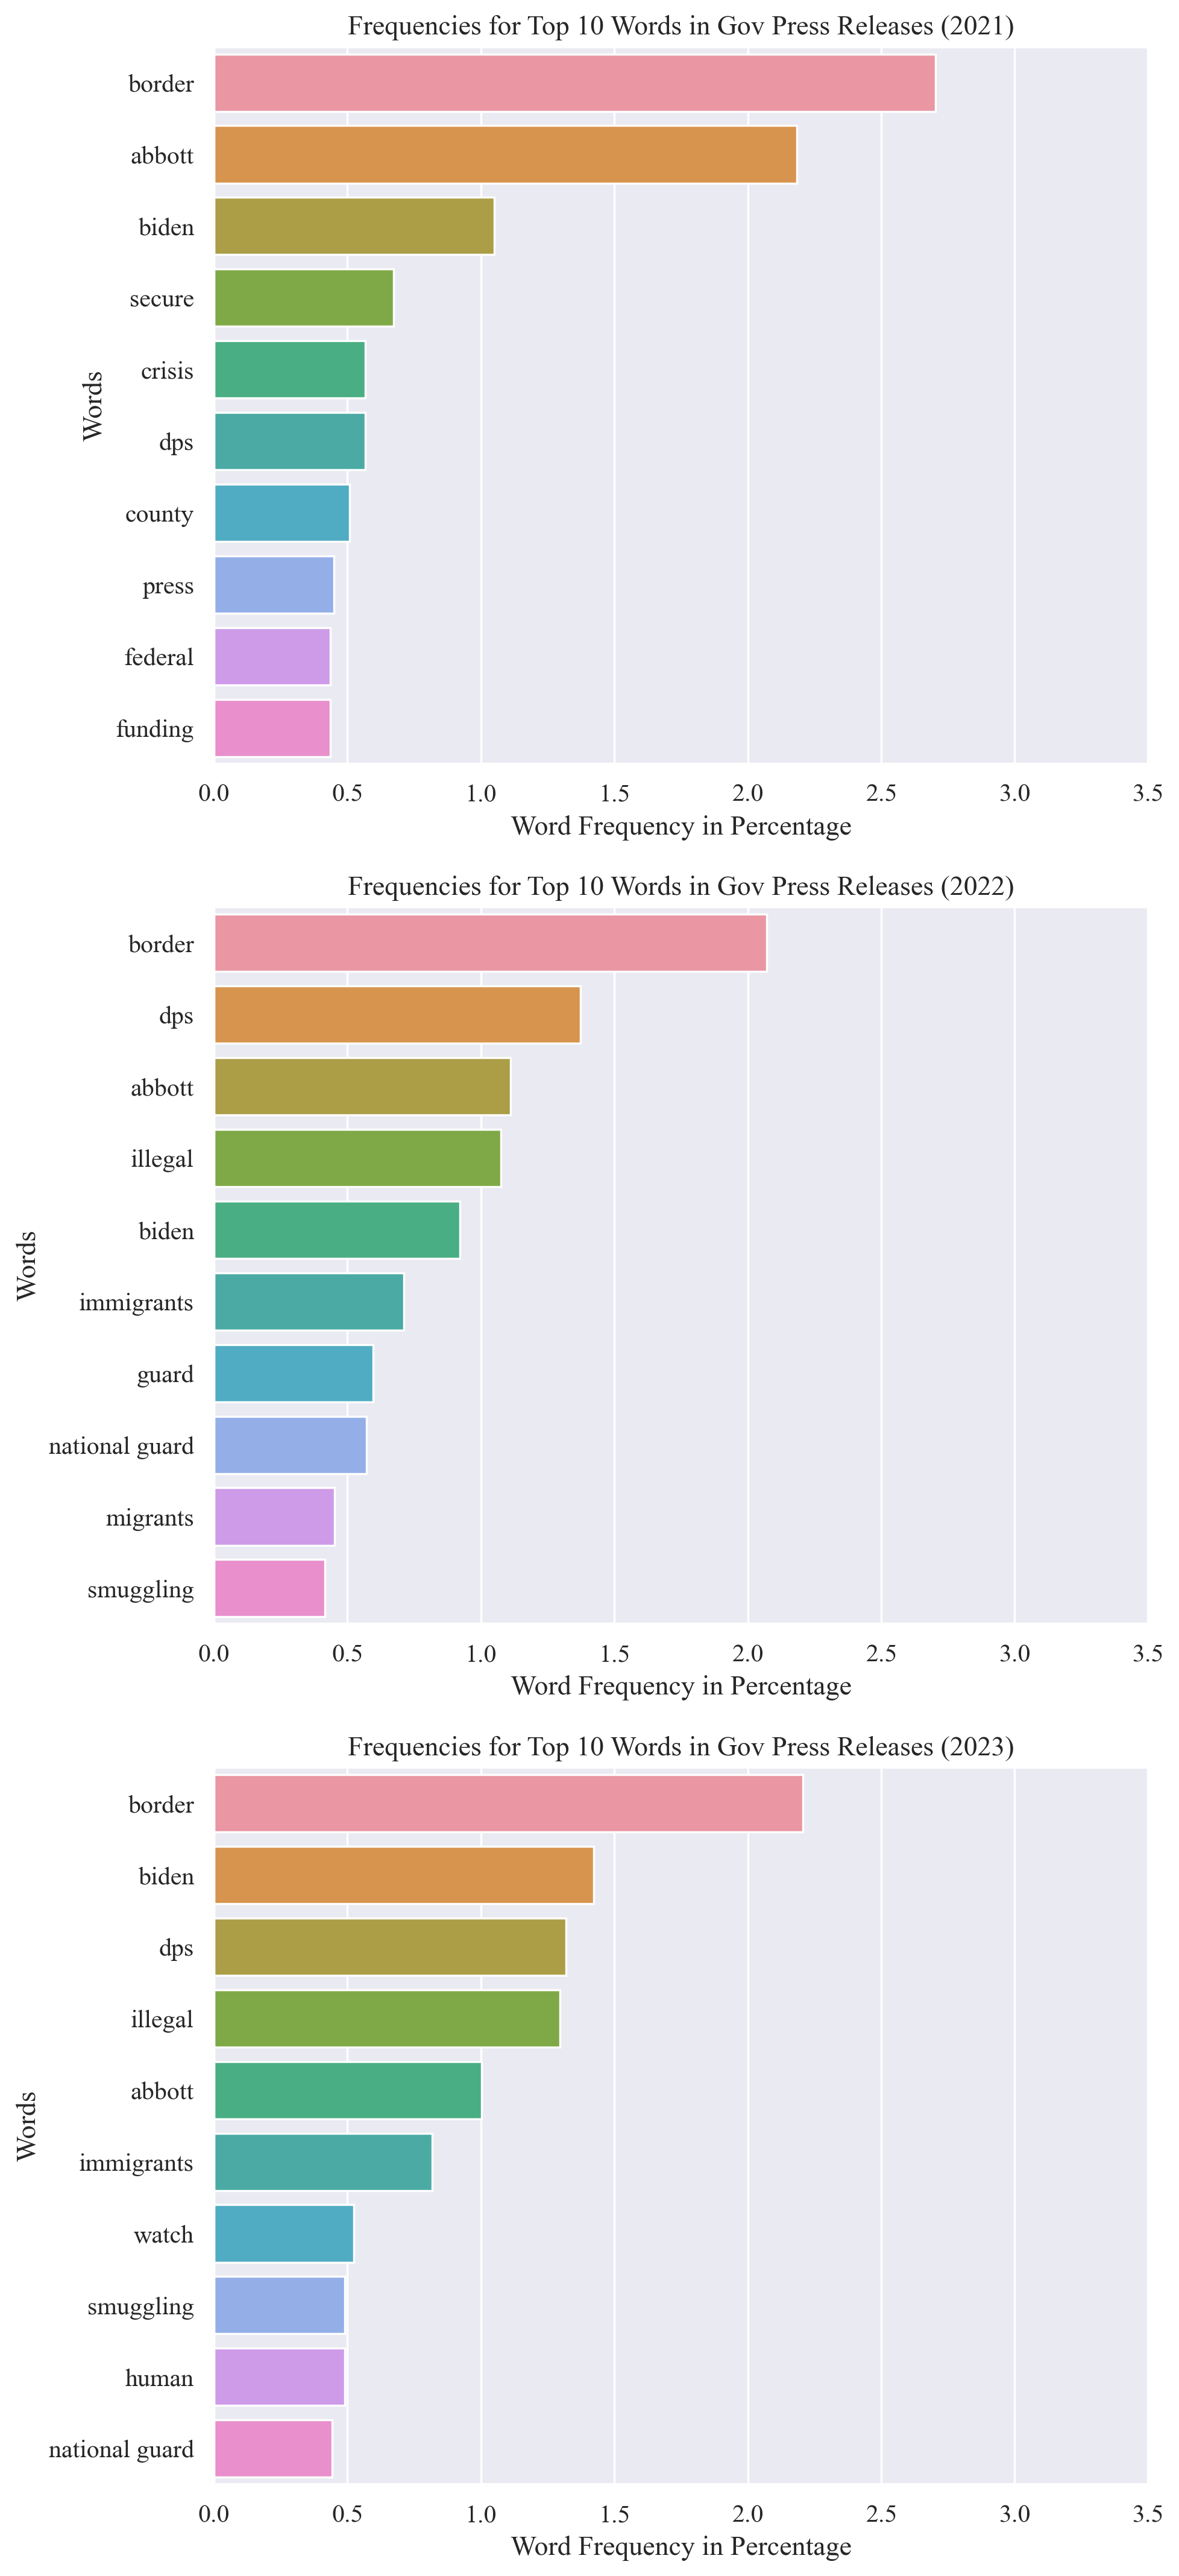 Frequencies for Top 10 Words in Gov Press Releases (2021)
border
abbott
biden
secure
crisis
dps
county
press
federal
funding
Words
0.0 0.5 1.0 1.5 2.0 2.5 3.0 3.5
Word Frequency in Percentage
Frequencies for Top 10 Words in Gov Press Releases (2022)
border
dps
abbott
illegal
biden
immigrants
guard
national guard
migrants
smuggling
Words
0.0 0.5 1.0 1.5 2.0 2.5 3.0 3.5
Word Frequency in Percentage
Frequencies for Top 10 Words in Gov Press Releases (2023)
border
biden
dps
illegal
abbott
immigrants
watch
smuggling
human
national guard
Words
0.0 0.5 1.0 1.5 2.0 2.5 3.0 3.5
Word Frequency in Percentage